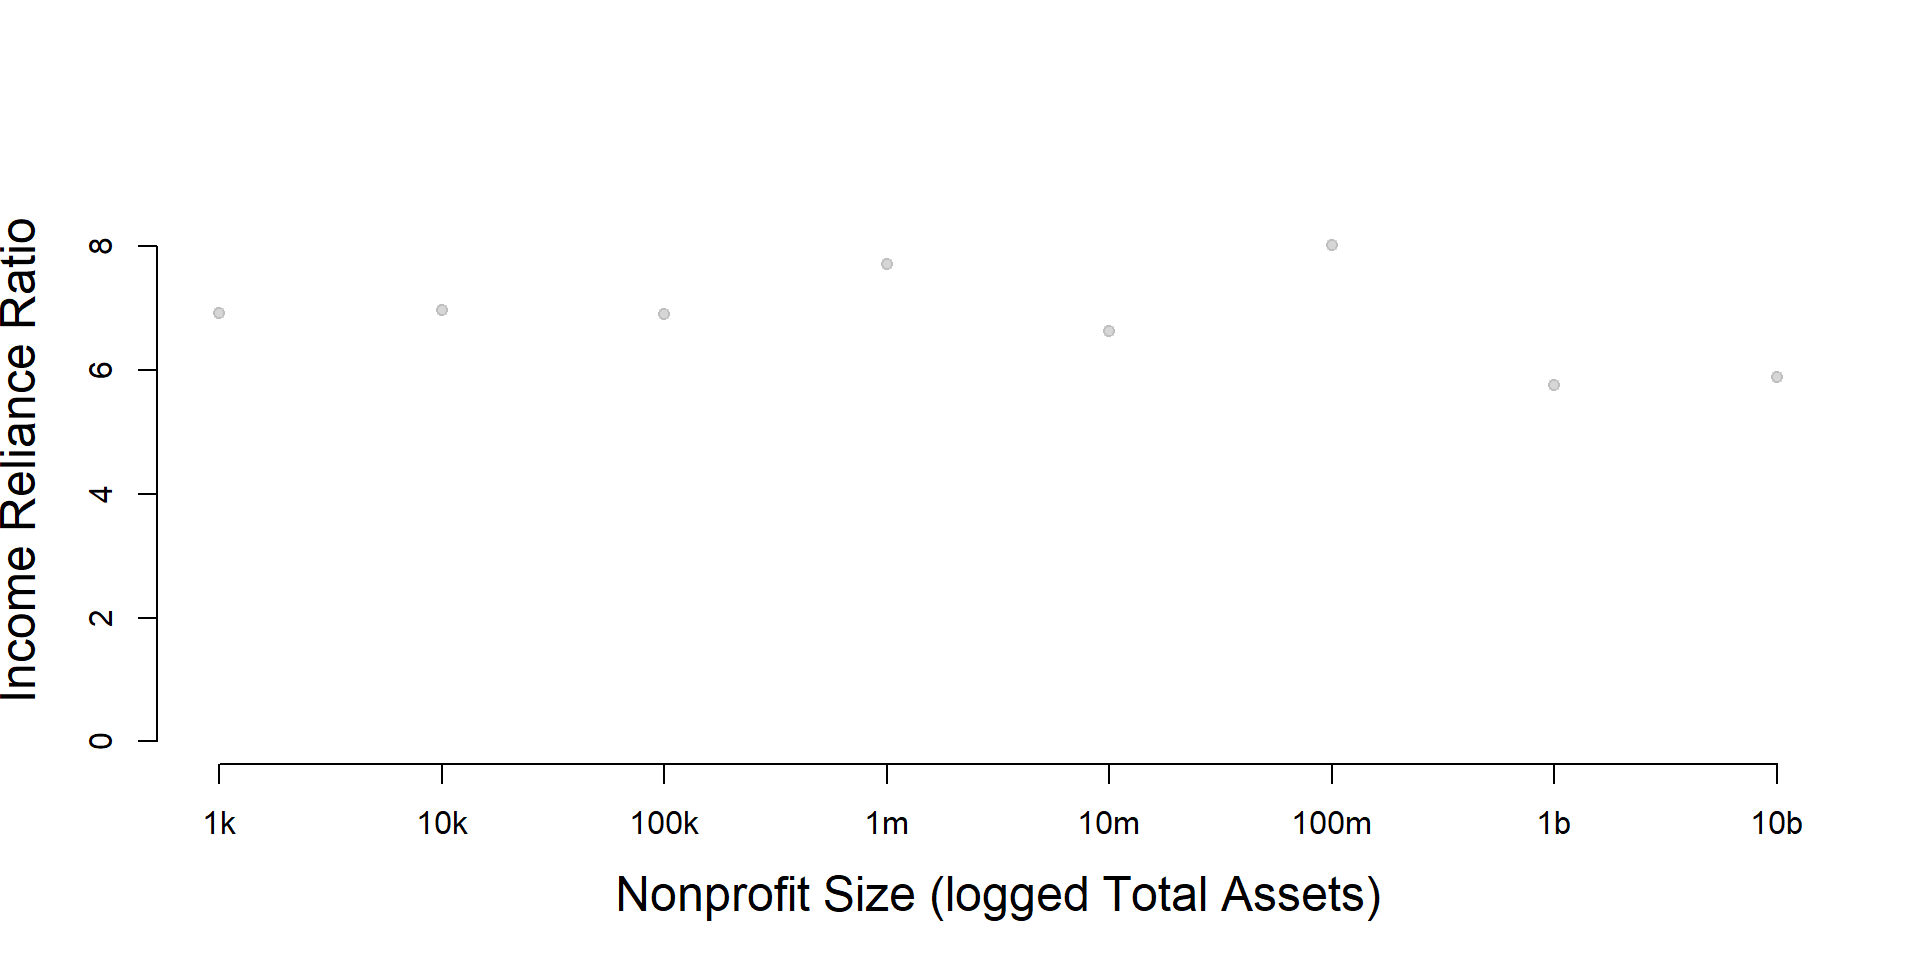 Income Reliance Ratio
8
6
4
2
0
1k 10k 100k 1m 10m 100m 1b 10b
Nonprofit Size (logged Total Assets)